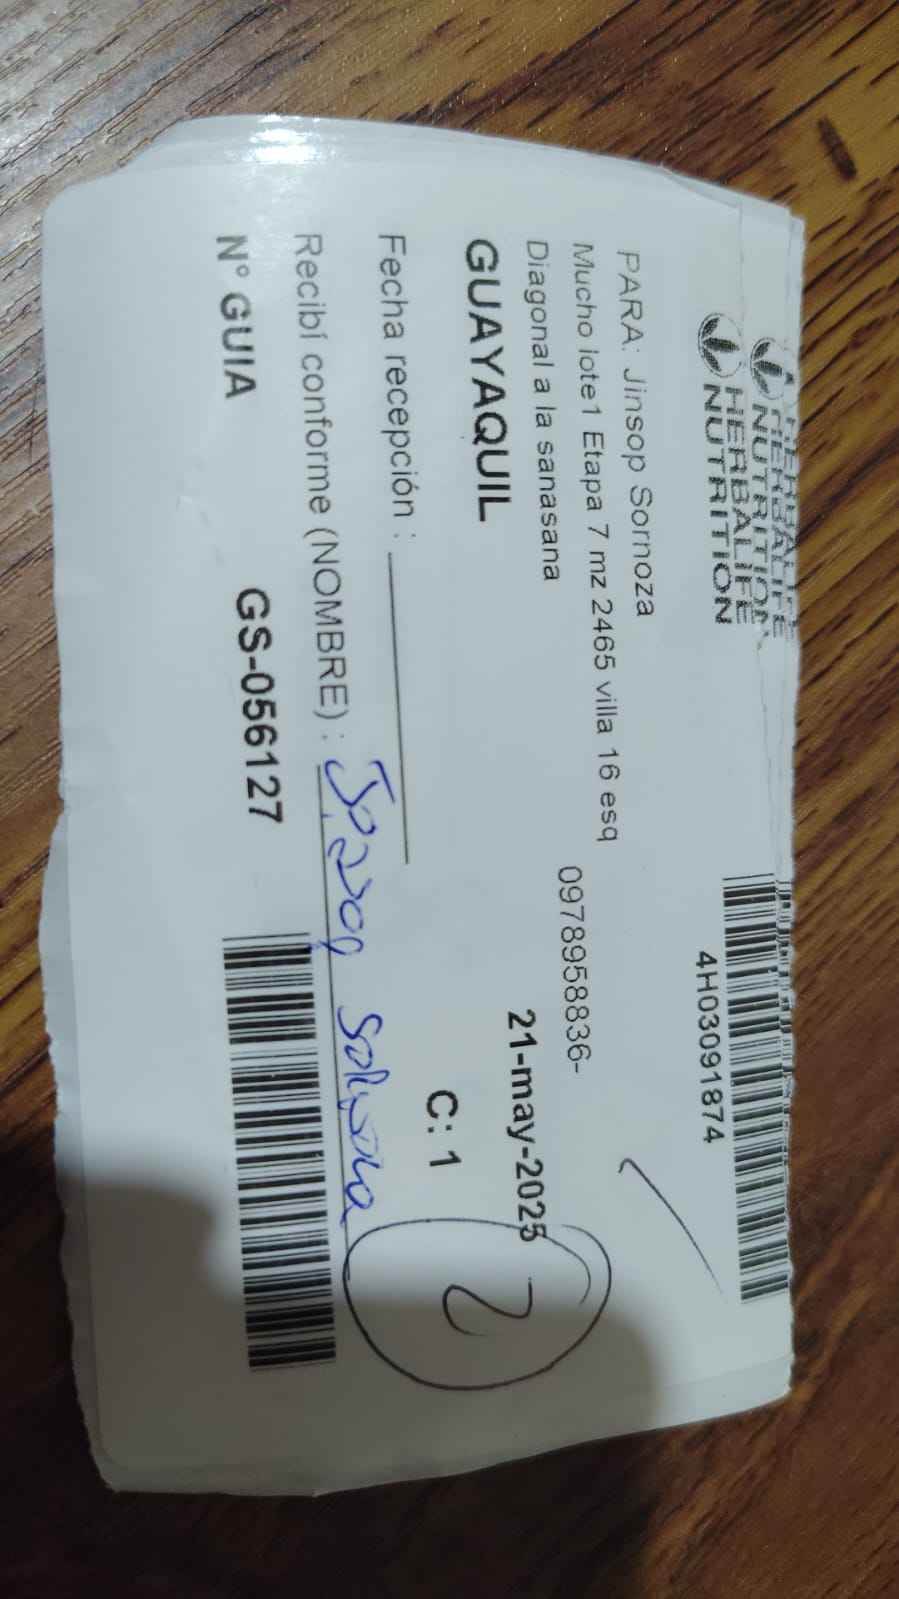 HERBALIFE
NUTRITION
HERBALIFE
NUTRITION
4H03091874
PARA: Jinsop Sornoza
Mucho lote1 Etapa 7 mz 2465 villa 16 esq
0978958836-
Diagonal a la sanasana
21-may-2025
GUAYAQUIL
C: 1
2
Fecha recepción :
Recibí conforme (NOMBRE) :
N° GUIA GS-056127